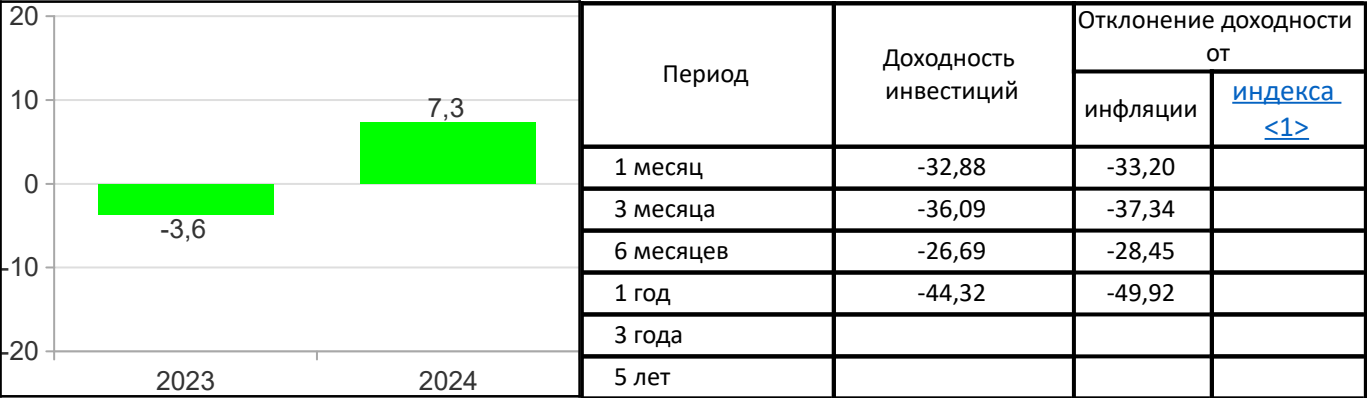 20
10
0
-10
-20
7,3
-3,6
2023 2024
Период
Доходность
инвестиций
Отклонение доходности
от
инфляции
индекса
<1>
1 месяц -32,88 -33,20
3 месяца -36,09 -37,34
6 месяцев -26,69 -28,45
1 год -44,32 -49,92
3 года
5 лет